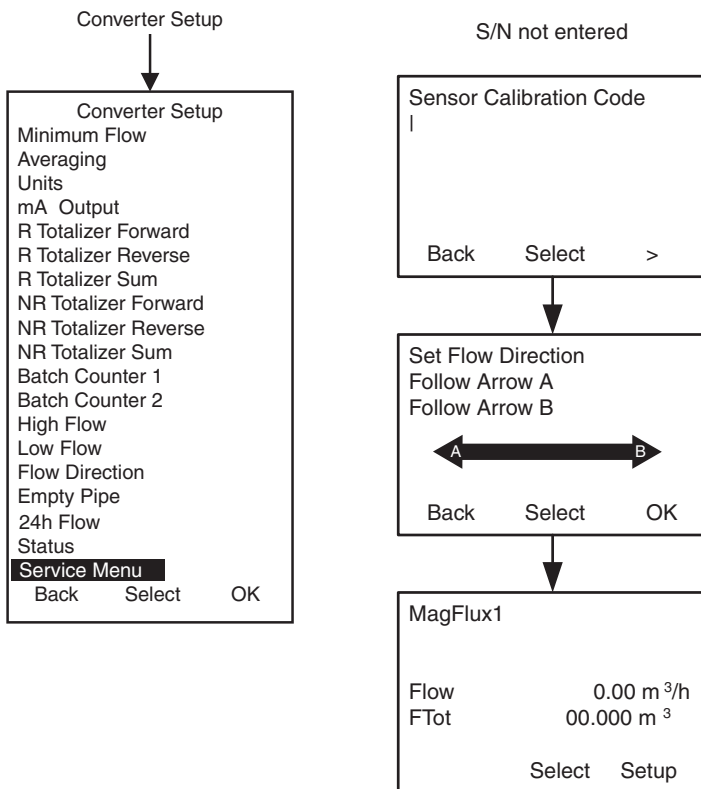 Converter Setup
Converter Setup
Minimum Flow
Averaging
Units
mA Output
R Totalizer Forward
R Totalizer Reverse
R Totalizer Sum
NR Totalizer Forward
NR Totalizer Reverse
NR Totalizer Sum
Batch Counter 1
Batch Counter 2
High Flow
Low Flow
Flow Direction
Empty Pipe
24h Flow
Status
Service Menu
Back Select OK
S/N not entered
Sensor Calibration Code
|
Back Select >
Set Flow Direction
Follow Arrow A
Follow Arrow B
A B
Back Select OK
MagFlux1
Flow 0.00 m³/h
FTot 00.000 m³
Select Setup